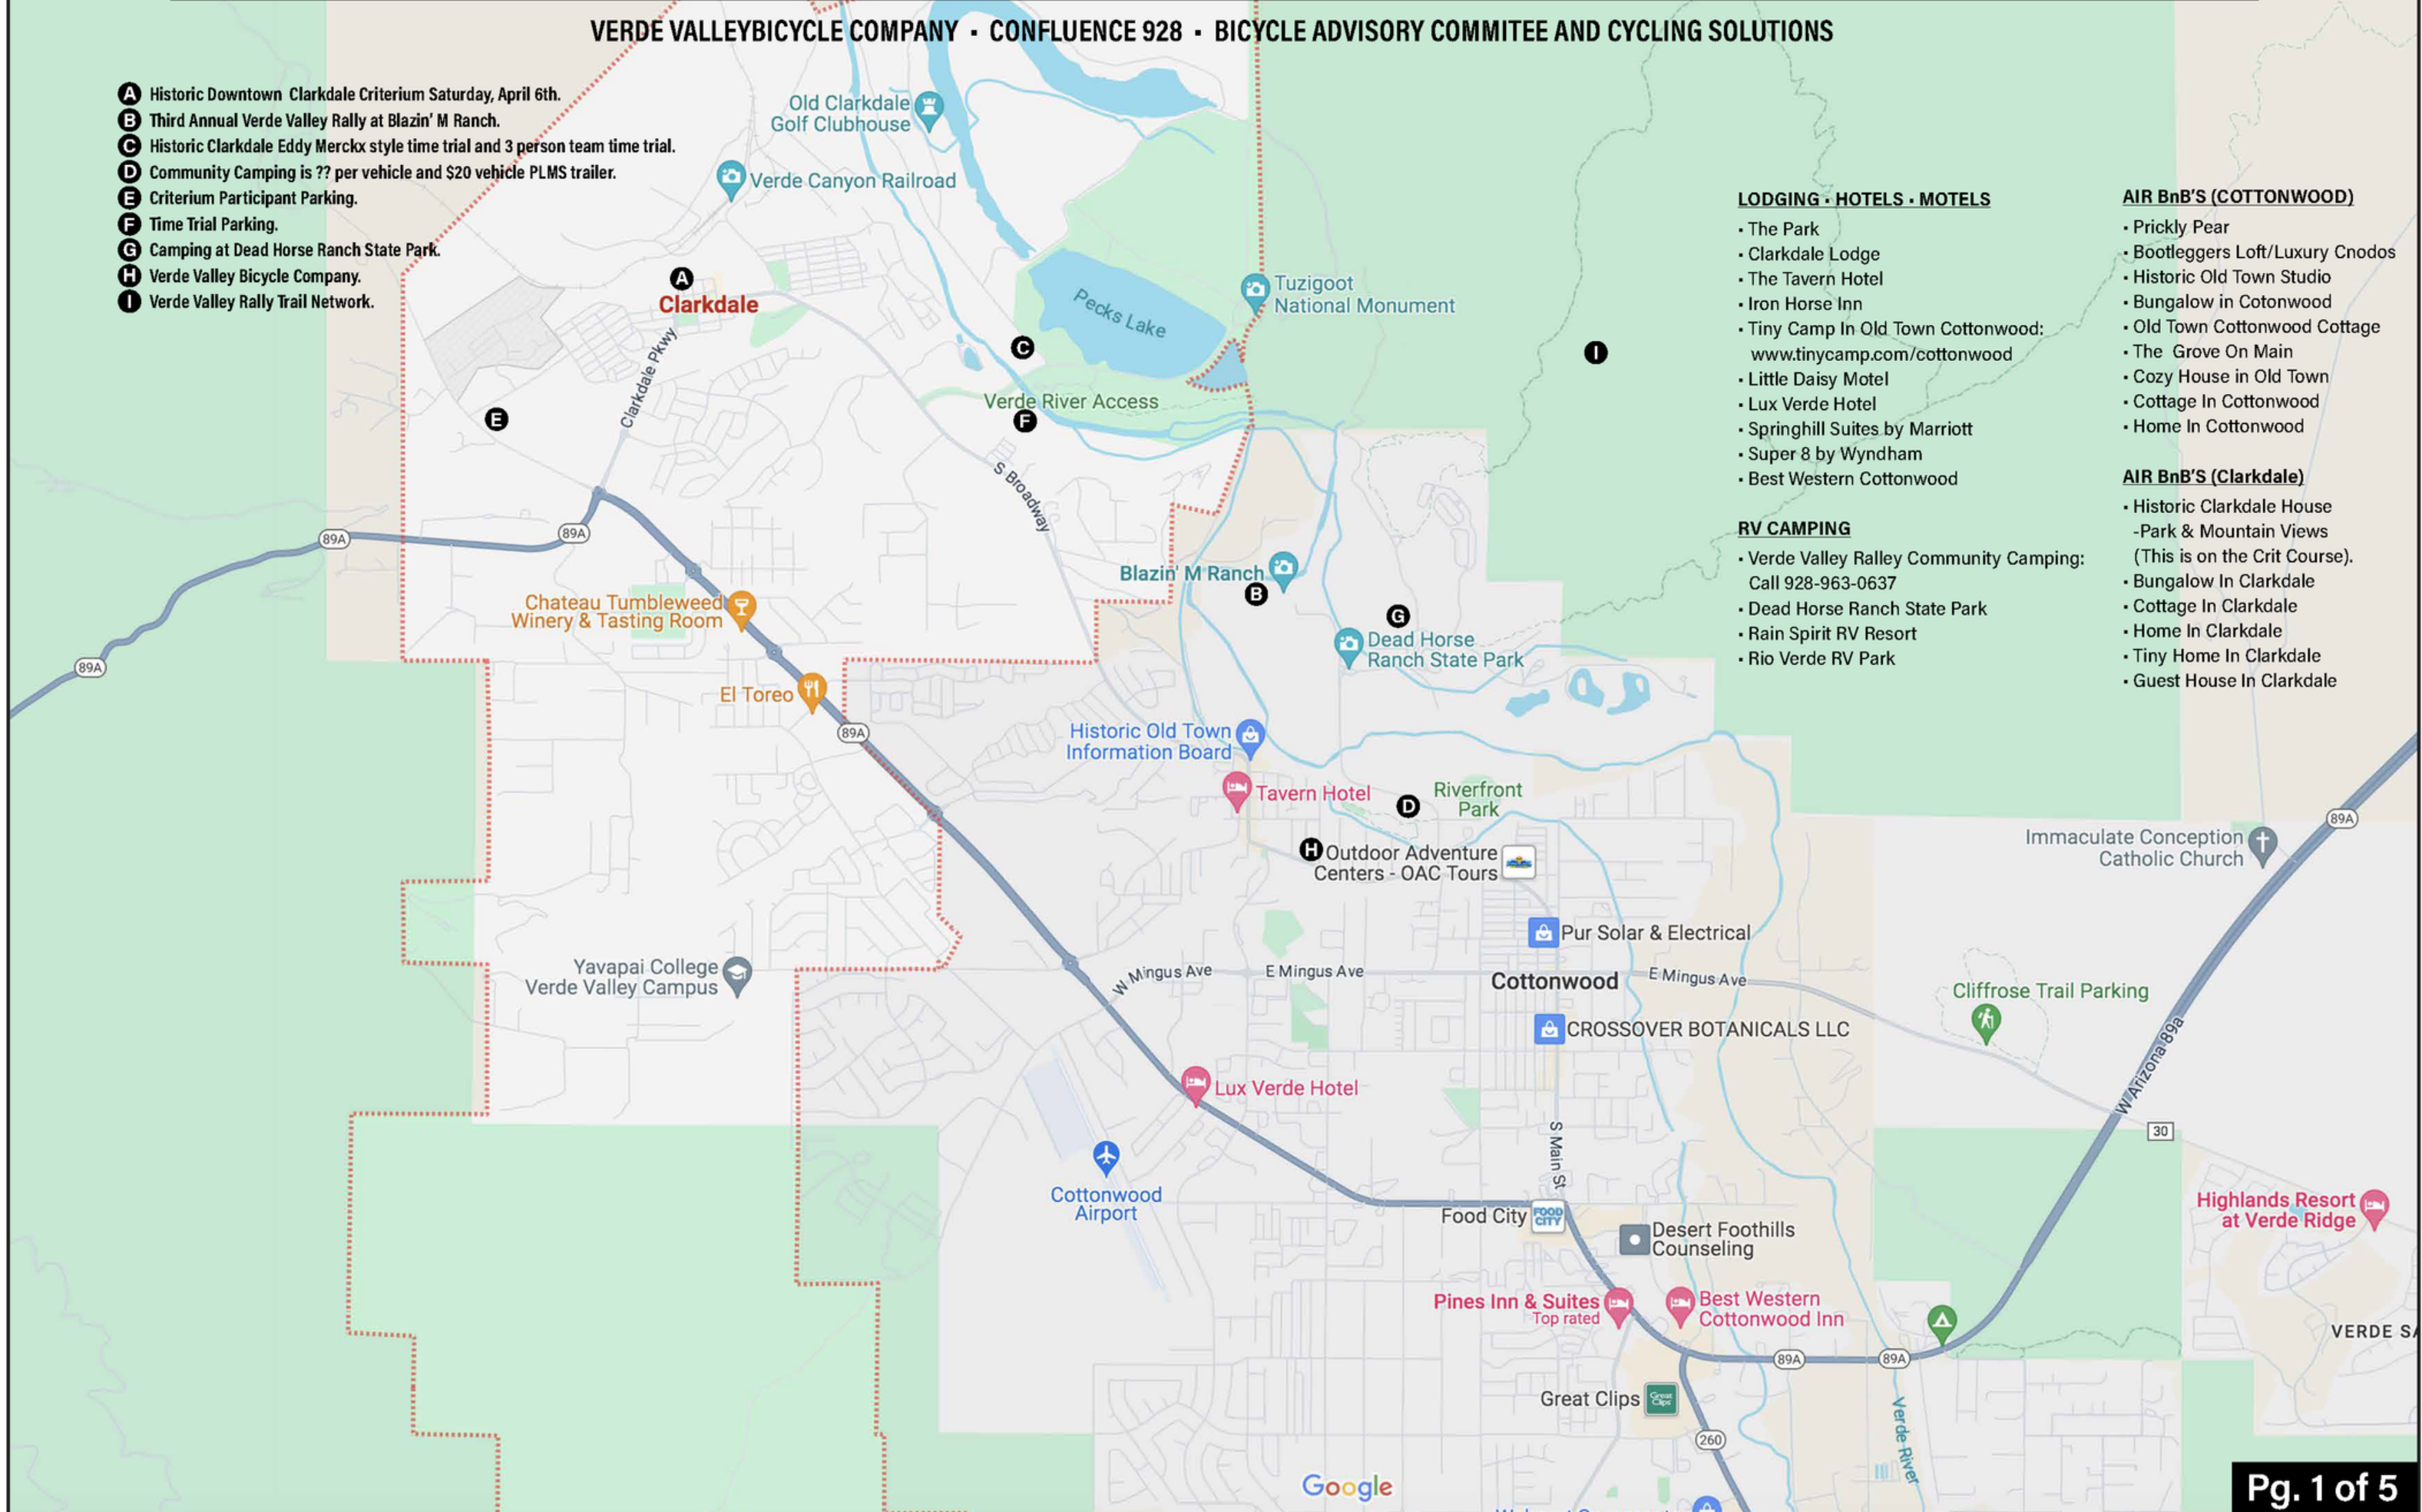 VERDE VALLEYBICYCLE COMPANY · CONFLUENCE 928 · BICYCLE ADVISORY COMMITEE AND CYCLING SOLUTIONS
A Historic Downtown Clarkdale Criterium Saturday, April 6th.
B Third Annual Verde Valley Rally at Blazin' M Ranch.
C Historic Clarkdale Eddy Merckx style time trial and 3 person team time trial.
D Community Camping is ?? per vehicle and $20 vehicle PLMS trailer.
E Criterium Participant Parking.
F Time Trial Parking.
G Camping at Dead Horse Ranch State Park.
H Verde Valley Bicycle Company.
I Verde Valley Rally Trail Network.
LODGING · HOTELS · MOTELS
· The Park
· Clarkdale Lodge
· The Tavern Hotel
· Iron Horse Inn
· Tiny Camp In Old Town Cottonwood:
www.tinycamp.com/cottonwood
· Little Daisy Motel
· Lux Verde Hotel
· Springhill Suites by Marriott
· Super 8 by Wyndham
· Best Western Cottonwood
RV CAMPING
· Verde Valley Ralley Community Camping:
Call 928-963-0637
· Dead Horse Ranch State Park
· Rain Spirit RV Resort
· Rio Verde RV Park
AIR BnB'S (COTTONWOOD)
· Prickly Pear
· Bootleggers Loft/Luxury Cnodos
· Historic Old Town Studio
· Bungalow in Cotonwood
· Old Town Cottonwood Cottage
· The Grove On Main
· Cozy House in Old Town
· Cottage In Cottonwood
· Home In Cottonwood
AIR BnB'S (Clarkdale)
· Historic Clarkdale House
-Park & Mountain Views
(This is on the Crit Course).
· Bungalow In Clarkdale
· Cottage In Clarkdale
· Home In Clarkdale
· Tiny Home In Clarkdale
· Guest House In Clarkdale
Old Clarkdale
Golf Clubhouse
Verde Canyon Railroad
A
Clarkdale
Clarkdale Pkwy
Pecks Lake
Tuzigoot
National Monument
C
I
Verde River Access
F
E
S Broadway
89A
89A
89A
Blazin' M Ranch
B
G
Dead Horse
Ranch State Park
Chateau Tumbleweed
Winery & Tasting Room
El Toreo
89A
Historic Old Town
Information Board
Tavern Hotel
D
Riverfront
Park
H
Outdoor Adventure
Centers - OAC Tours
89A
Immaculate Conception
Catholic Church
Pur Solar & Electrical
Yavapai College
Verde Valley Campus
W Mingus Ave
E Mingus Ave
Cottonwood
E Mingus Ave
Cliffrose Trail Parking
CROSSOVER BOTANICALS LLC
W Arizona 89a
Lux Verde Hotel
30
S Main St
Cottonwood
Airport
Food City
FOOD
CITY
Desert Foothills
Counseling
Highlands Resort
at Verde Ridge
Pines Inn & Suites
Top rated
Best Western
Cottonwood Inn
VERDE SA
89A
89A
Great Clips
Great
Clips
Verde River
260
Google
Pg. 1 of 5